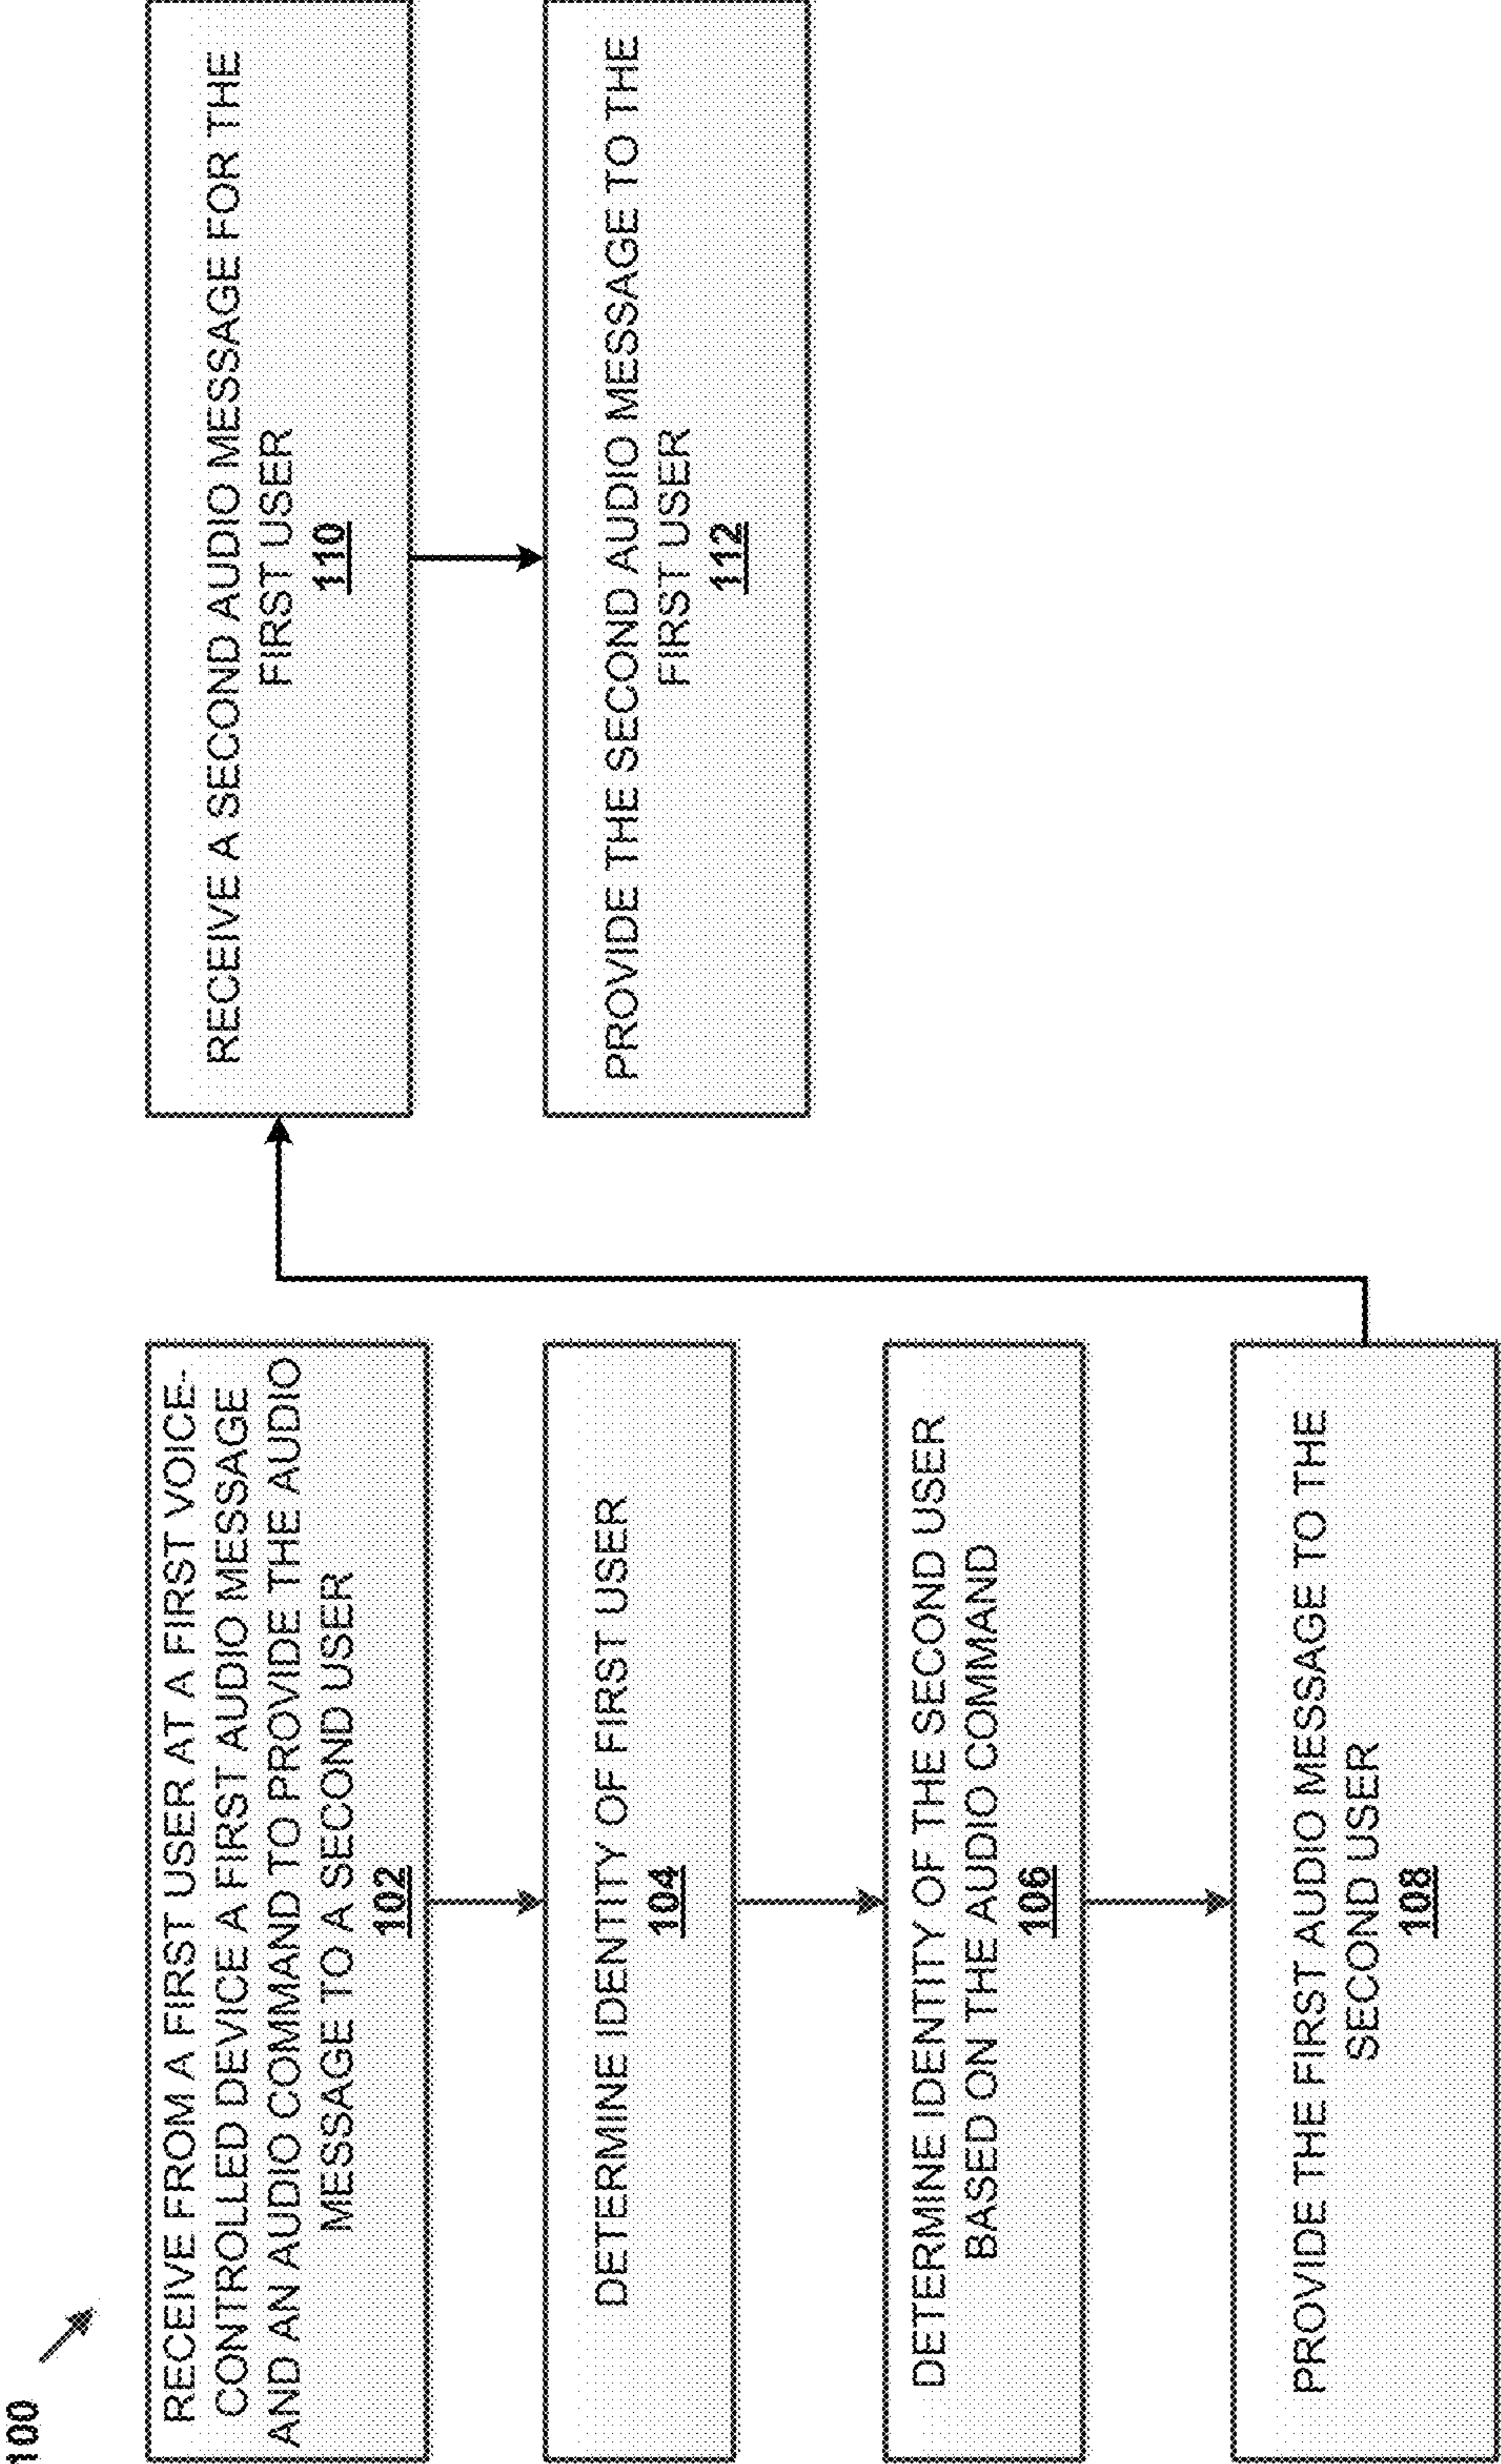 100
RECEIVE FROM A FIRST USER AT A FIRST VOICE-
CONTROLLED DEVICE A FIRST AUDIO MESSAGE
AND AN AUDIO COMMAND TO PROVIDE THE AUDIO
MESSAGE TO A SECOND USER
102
DETERMINE IDENTITY OF FIRST USER
104
DETERMINE IDENTITY OF THE SECOND USER
BASED ON THE AUDIO COMMAND
106
PROVIDE THE FIRST AUDIO MESSAGE TO THE
SECOND USER
108
RECEIVE A SECOND AUDIO MESSAGE FOR THE
FIRST USER
110
PROVIDE THE SECOND AUDIO MESSAGE TO THE
FIRST USER
112